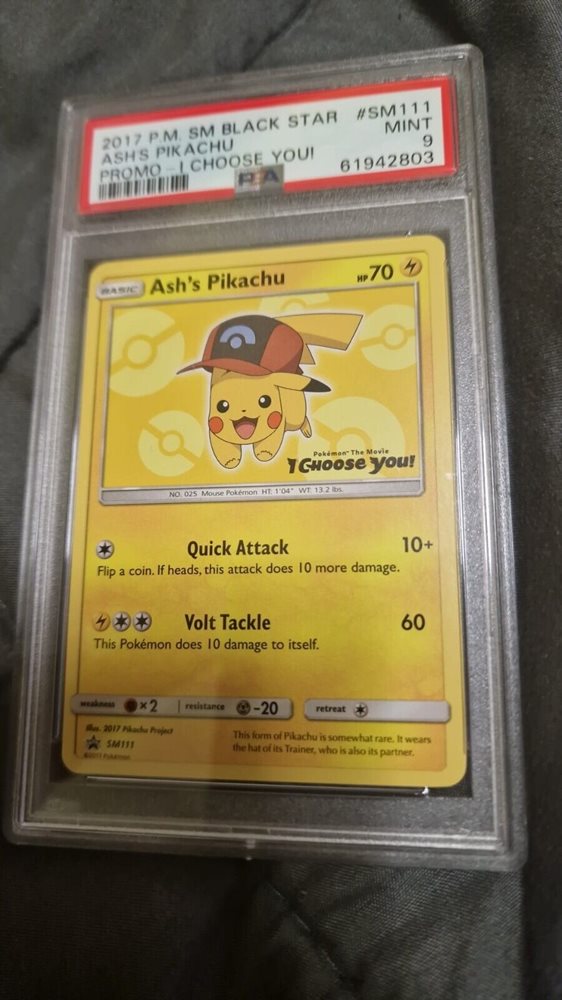 2017 P.M. SM BLACK STAR #SM111
ASH'S PIKACHU MINT
PROMO - I CHOOSE YOU! 9
61942803
PSA
BASIC Ash's Pikachu HP70
Pokémon The Movie
I CHOOSE YOU!
NO. 025 Mouse Pokémon HT: 1'04" WT: 13.2 lbs.
Quick Attack 10+
Flip a coin. If heads, this attack does 10 more damage.
Volt Tackle 60
This Pokémon does 10 damage to itself.
weakness ×2 resistance -20 retreat
Illus. 2017 Pikachu Project
SM111
©2017 Pokémon
This form of Pikachu is somewhat rare. It wears
the hat of its Trainer, who is also its partner.